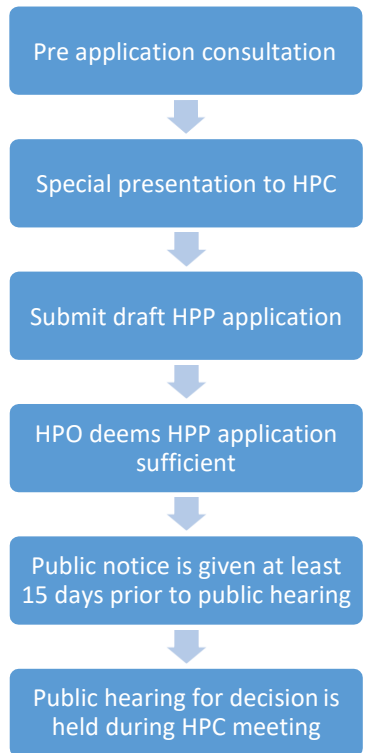 Pre application consultation
Special presentation to HPC
Submit draft HPP application
HPO deems HPP application
sufficient
Public notice is given at least
15 days prior to public hearing
Public hearing for decision is
held during HPC meeting